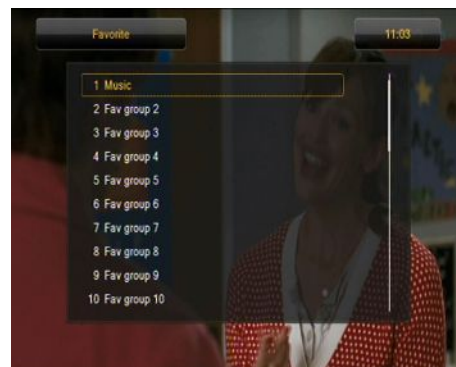 Favorite
11:03
1 Music
2 Fav group 2
3 Fav group 3
4 Fav group 4
5 Fav group 5
6 Fav group 6
7 Fav group 7
8 Fav group 8
9 Fav group 9
10 Fav group 10